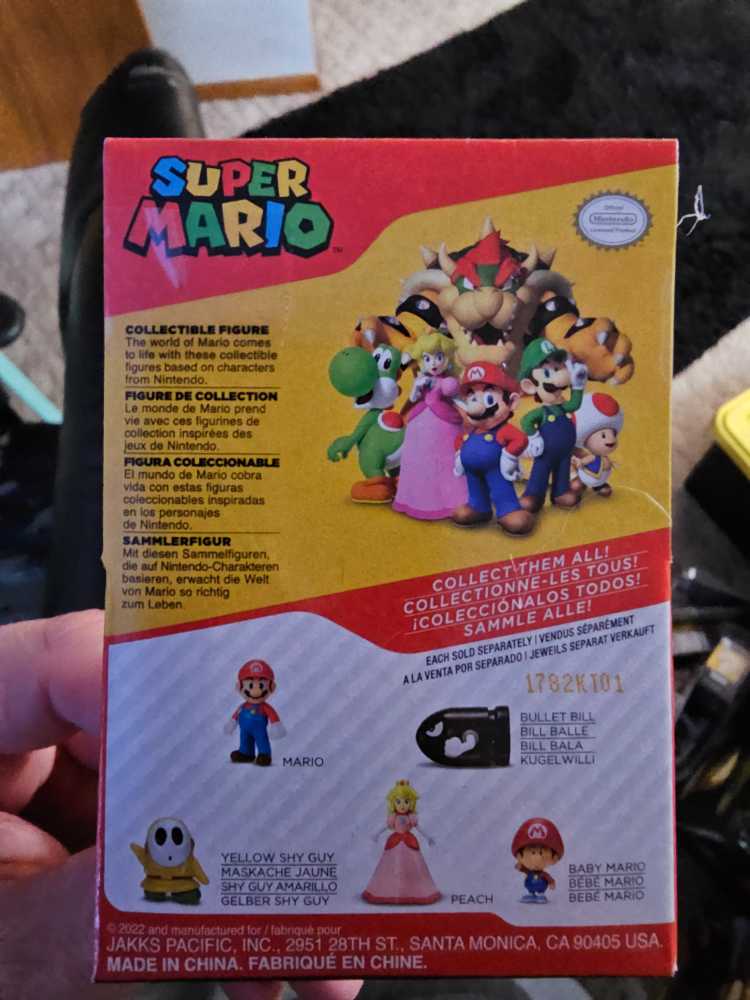 SUPER
MARIO
TM
Official
Nintendo
Licensed Product
COLLECTIBLE FIGURE
The world of Mario comes
to life with these collectible
figures based on characters
from Nintendo.
FIGURE DE COLLECTION
Le monde de Mario prend
vie avec ces figurines de
collection inspirées des
jeux de Nintendo.
FIGURA COLECCIONABLE
El mundo de Mario cobra
vida con estas figuras
coleccionables inspiradas
en los personajes
de Nintendo.
SAMMLERFIGUR
Mit diesen Sammelfiguren,
die auf Nintendo-Charakteren
basieren, erwacht die Welt
von Mario so richtig
zum Leben.
COLLECT THEM ALL!
COLLECTIONNE-LES TOUS!
¡COLECCIÓNALOS TODOS!
SAMMLE ALLE!
EACH SOLD SEPARATELY | VENDUS SÉPARÉMENT
A LA VENTA POR SEPARADO | JEWEILS SEPARAT VERKAUFT
1782KT01
MARIO
BULLET BILL
BILL BALLE
BILL BALA
KUGELWILLI
YELLOW SHY GUY
MASKACHE JAUNE
SHY GUY AMARILLO
GELBER SHY GUY
PEACH
BABY MARIO
BÉBÉ MARIO
BEBÉ MARIO
© 2022 and manufactured for / fabriqué pour
JAKKS PACIFIC, INC., 2951 28TH ST., SANTA MONICA, CA 90405 USA.
MADE IN CHINA. FABRIQUÉ EN CHINE.